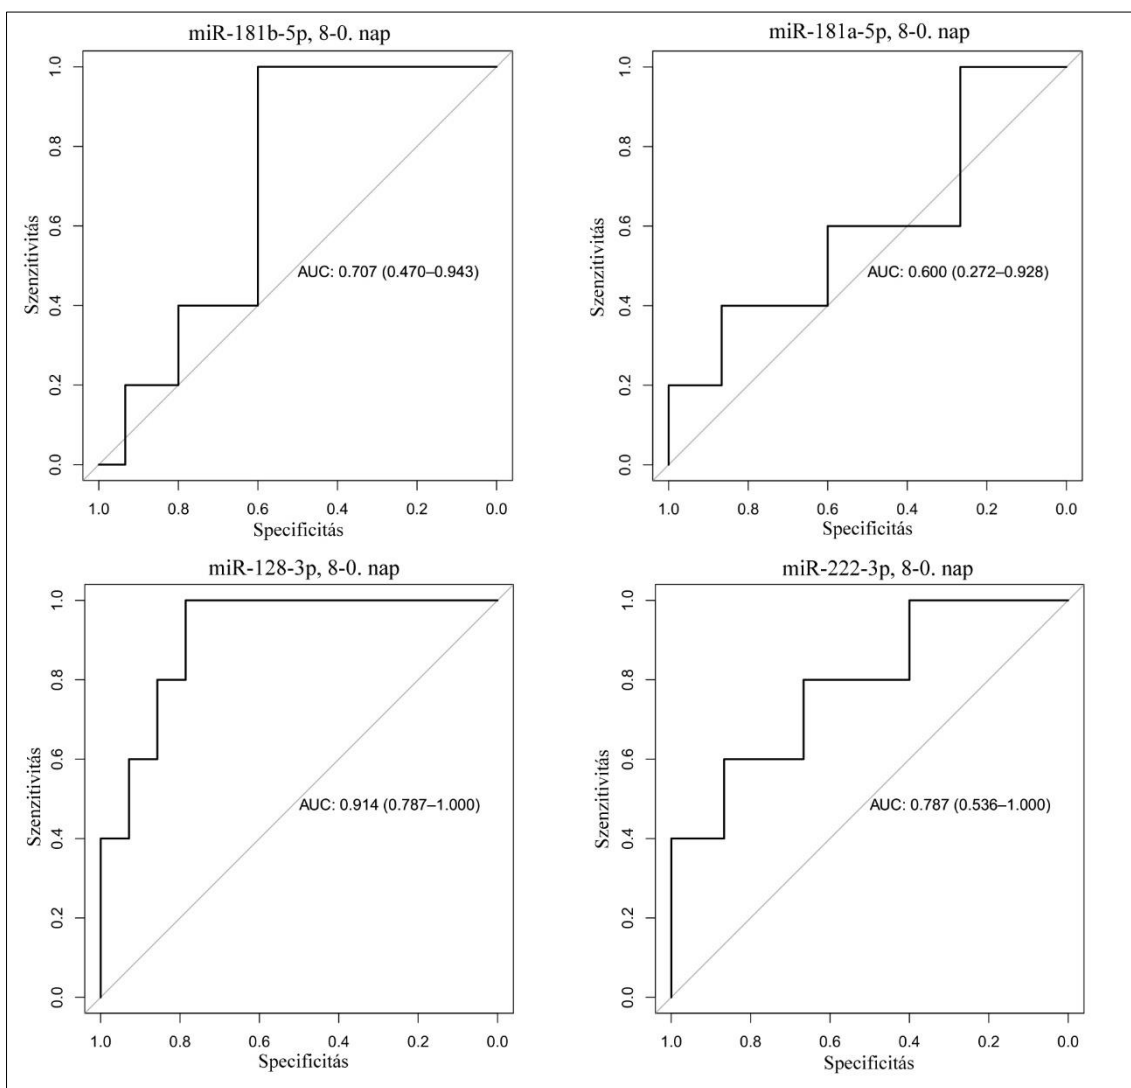 miR-181b-5p, 8-0. nap
Szenzitivitás
1.0
0.8
0.6
0.4
0.2
0.0
AUC: 0.707 (0.470–0.943)
1.0 0.8 0.6 0.4 0.2 0.0
Specificitás
miR-181a-5p, 8-0. nap
Szenzitivitás
1.0
0.8
0.6
0.4
0.2
0.0
AUC: 0.600 (0.272–0.928)
1.0 0.8 0.6 0.4 0.2 0.0
Specificitás
miR-128-3p, 8-0. nap
Szenzitivitás
1.0
0.8
0.6
0.4
0.2
0.0
AUC: 0.914 (0.787–1.000)
1.0 0.8 0.6 0.4 0.2 0.0
Specificitás
miR-222-3p, 8-0. nap
Szenzitivitás
1.0
0.8
0.6
0.4
0.2
0.0
AUC: 0.787 (0.536–1.000)
1.0 0.8 0.6 0.4 0.2 0.0
Specificitás